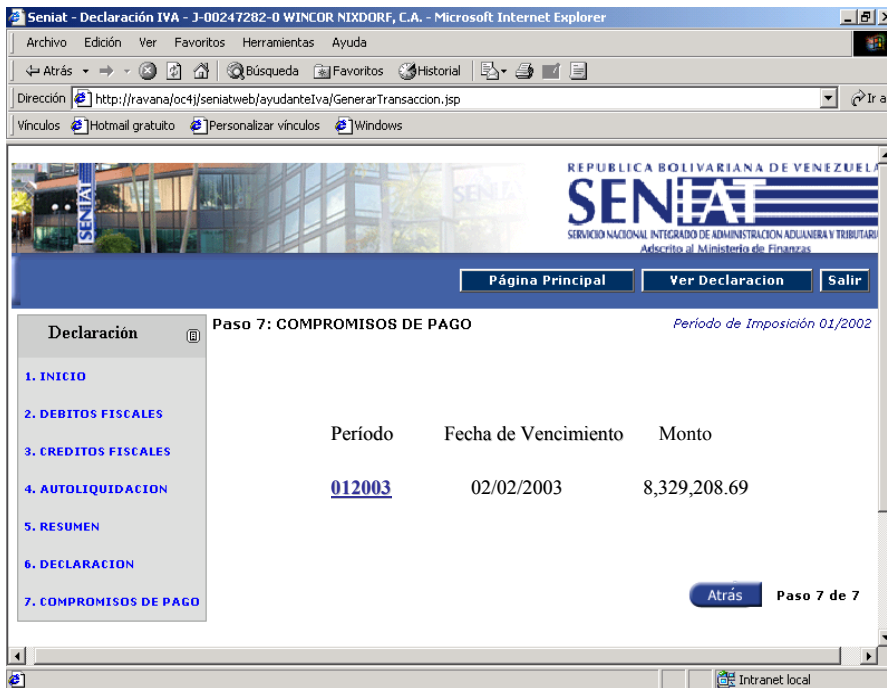 Seniat - Declaración IVA - J-00247282-0 WINCOR NIXDORF, C.A. - Microsoft Internet Explorer
Archivo Edición Ver Favoritos Herramientas Ayuda
Atrás Búsqueda Favoritos Historial
Dirección http://ravana/oc4j/seniatweb/ayudanteIva/GenerarTransaccion.jsp Ir a
Vínculos Hotmail gratuito Personalizar vínculos Windows
REPUBLICA BOLIVARIANA DE VENEZUELA
SENIAT
SENIAT
SERVICIO NACIONAL INTEGRADO DE ADMINISTRACION ADUANERA Y TRIBUTARI
Adscrito al Ministerio de Finanzas
Página Principal Ver Declaracion Salir
Declaración
Paso 7: COMPROMISOS DE PAGO
Período de Imposición 01/2002
1. INICIO
2. DEBITOS FISCALES
3. CREDITOS FISCALES
4. AUTOLIQUIDACION
5. RESUMEN
6. DECLARACION
7. COMPROMISOS DE PAGO
Período Fecha de Vencimiento Monto
012003 02/02/2003 8,329,208.69
Atrás Paso 7 de 7
Intranet local